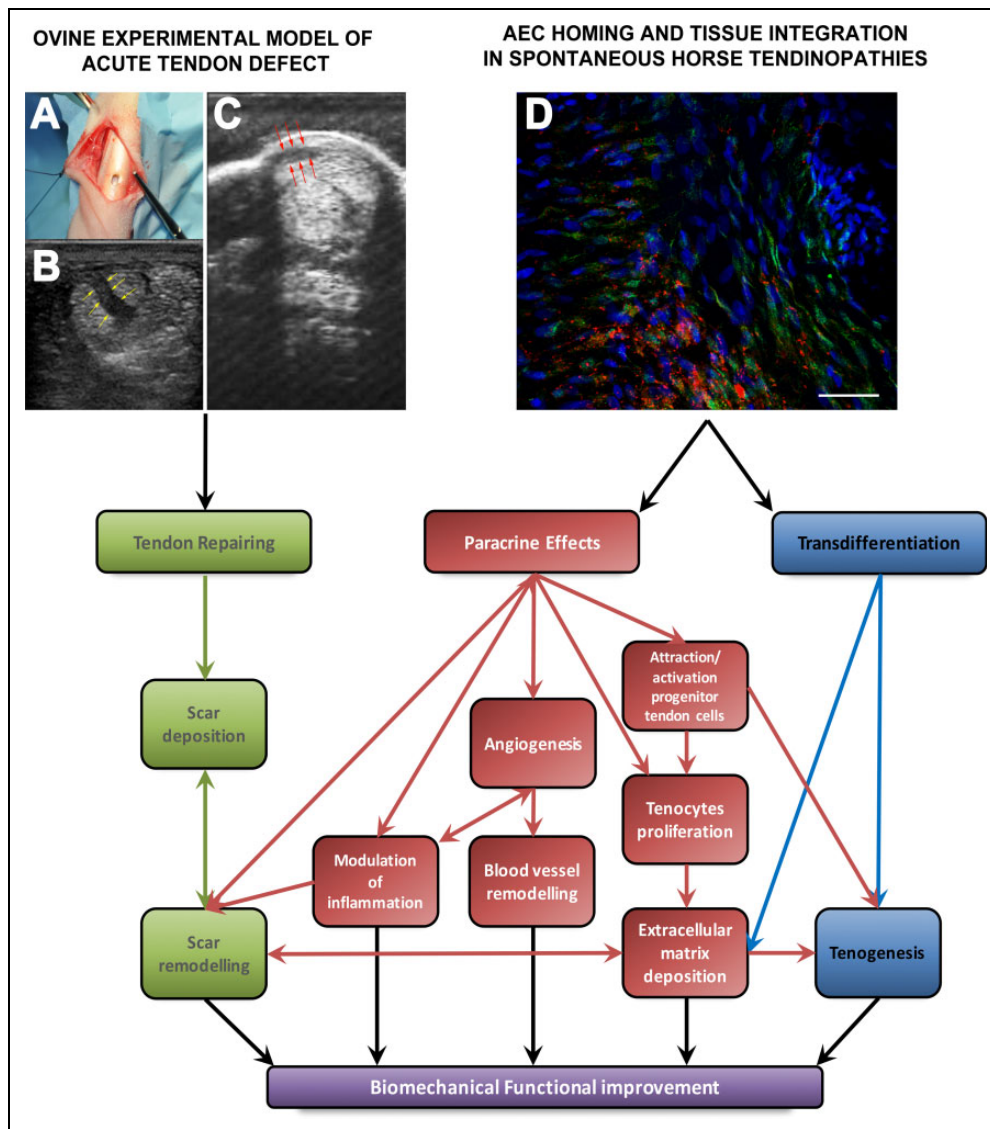 OVINE EXPERIMENTAL MODEL OF
ACUTE TENDON DEFECT
AEC HOMING AND TISSUE INTEGRATION
IN SPONTANEOUS HORSE TENDINOPATHIES
A
B
C
D
Tendon Repairing
Paracrine Effects
Transdifferentiation
Scar
deposition
Angiogenesis
Attraction/
activation
progenitor
tendon cells
Tenocytes
proliferation
Modulation
of
inflammation
Blood vessel
remodelling
Scar
remodelling
Extracellular
matrix
deposition
Tenogenesis
Biomechanical Functional improvement